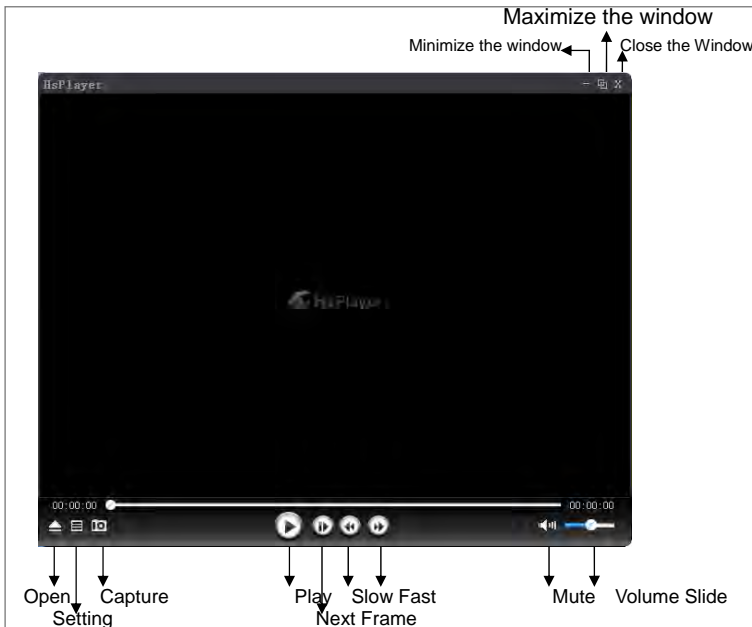 Maximize the window
Minimize the window
Close the Window
HsPlayer
HsPlayer
00:00:00
00:00:00
Open
Capture
Play
Slow Fast
Mute
Volume Slide
Setting
Next Frame